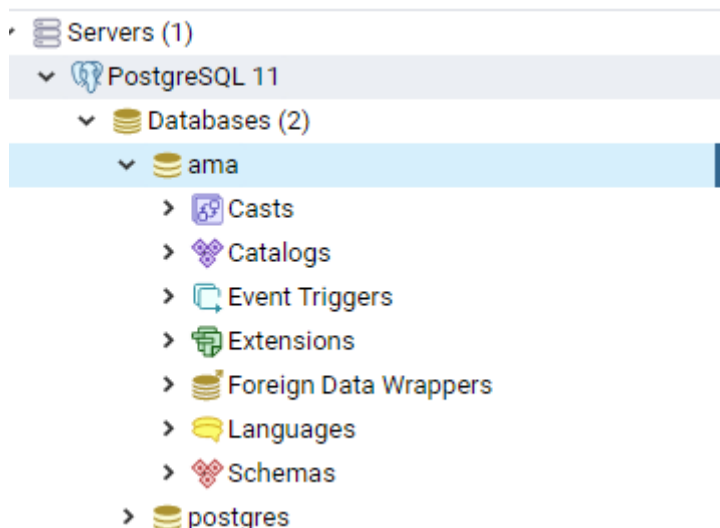 Servers (1)
PostgreSQL 11
Databases (2)
ama
Casts
Catalogs
Event Triggers
Extensions
Foreign Data Wrappers
Languages
Schemas
postgres